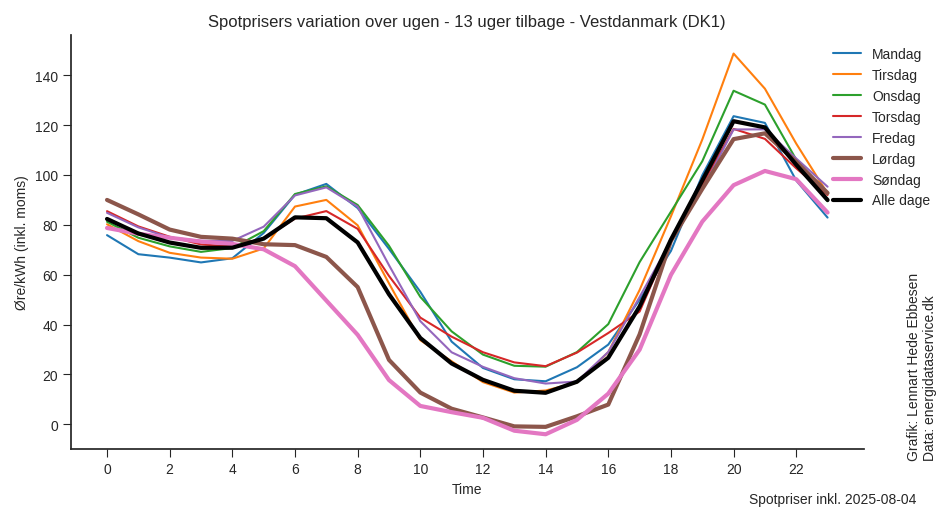 Spotprisers variation over ugen - 13 uger tilbage - Vestdanmark (DK1)
Øre/kWh (inkl. moms)
140
120
100
80
60
40
20
0
0 2 4 6 8 10 12 14 16 18 20 22
Time
Mandag
Tirsdag
Onsdag
Torsdag
Fredag
Lørdag
Søndag
Alle dage
Grafik: Lennart Hede Ebbesen
Data: energidataservice.dk
Spotpriser inkl. 2025-08-04